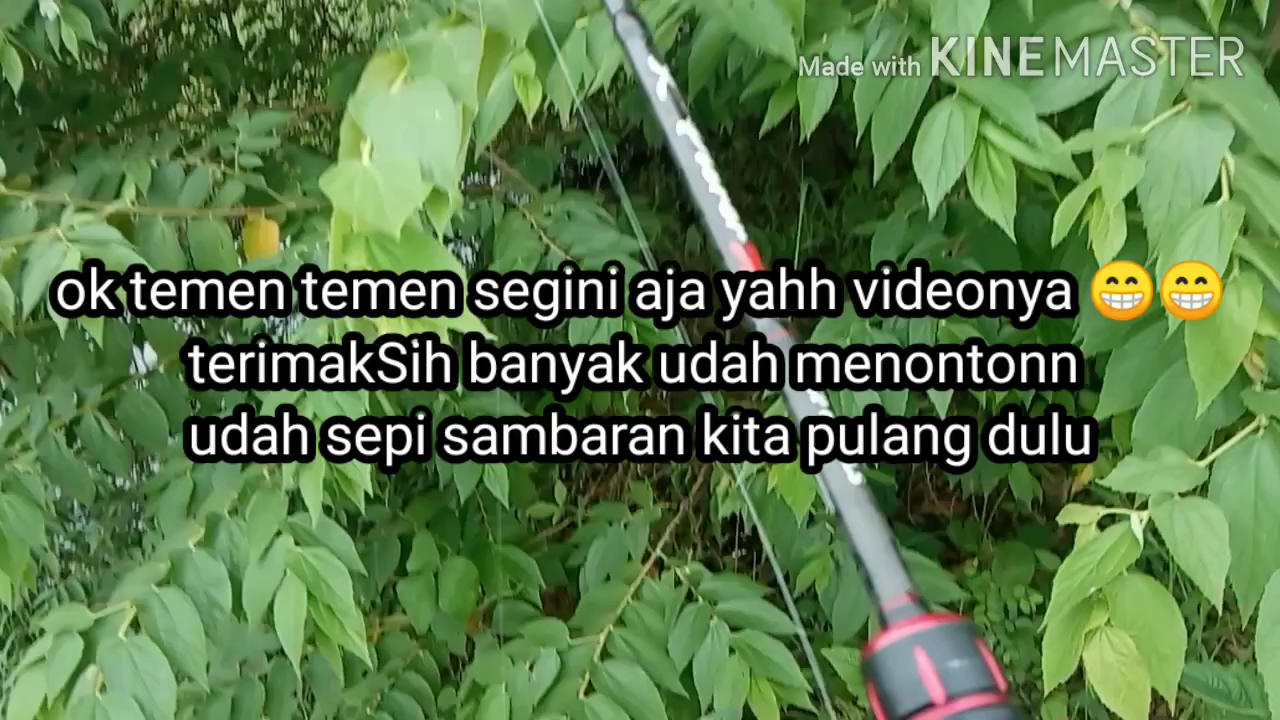 Made with KINEMASTER
ok temen temen segini aja yahh videonya 😁😁
terimakSih banyak udah menontonn
udah sepi sambaran kita pulang dulu